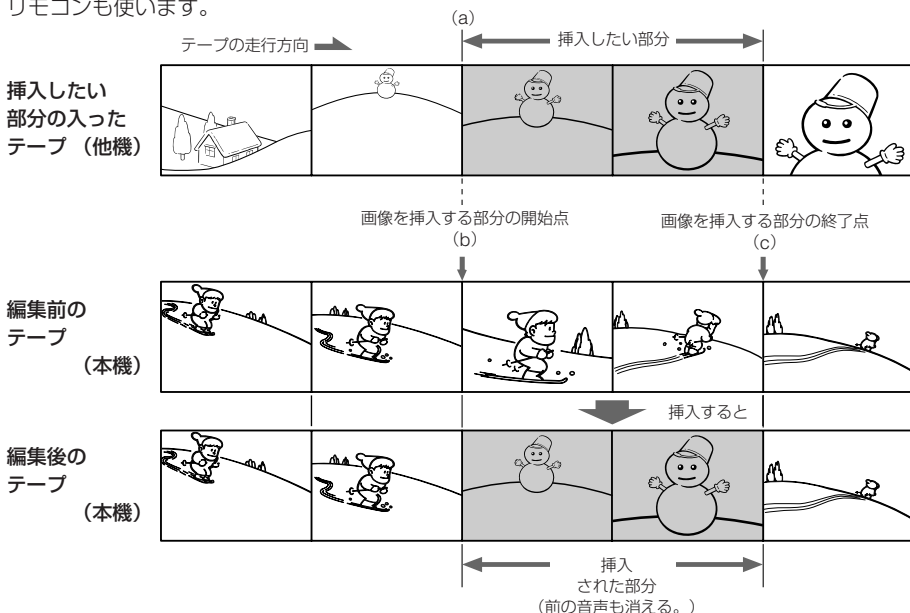 リモコンも使います。
(a)
テープの走行方向
挿入したい部分
挿入したい
部分の入った
テープ （他機）
画像を挿入する部分の開始点
(b)
画像を挿入する部分の終了点
(c)
編集前の
テープ
（本機）
挿入すると
編集後の
テープ
（本機）
挿入
された部分
（前の音声も消える。）